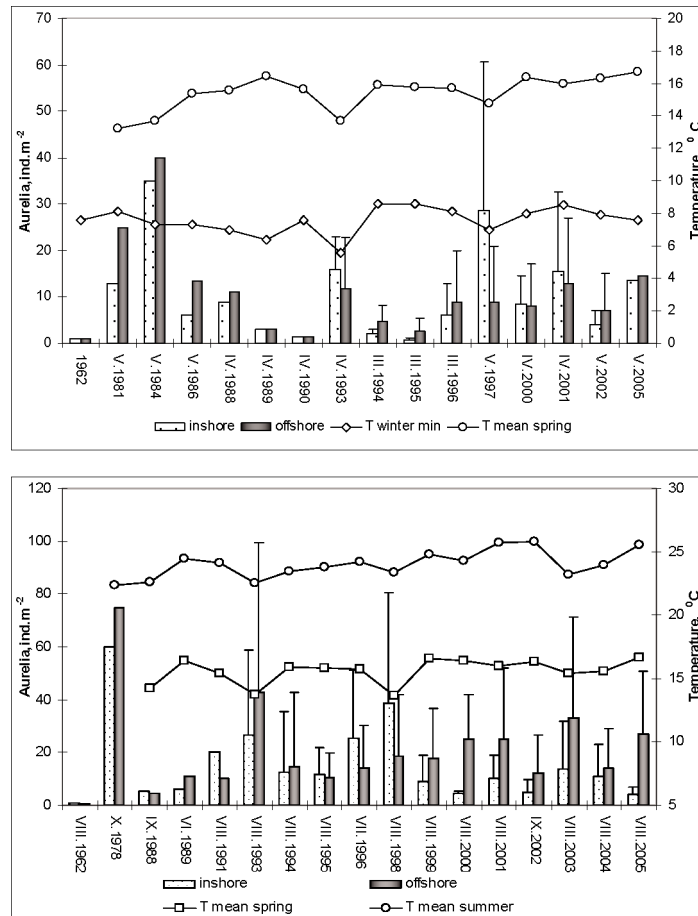 70
60
50
40
30
20
10
0
Aurelia,ind.m-2
20
18
16
14
12
10
8
6
4
2
0
Temperature, ºC
1962
V.1981
V.1984
V.1986
IV.1988
IV.1989
IV.1990
IV.1993
III.1994
III.1995
III.1996
V.1997
IV.2000
IV.2001
V.2002
V.2005
inshore offshore T winter min T mean spring
120
100
80
60
40
20
0
Aurelia,ind.m-2
30
25
20
15
10
5
Temperature, ºC
VIII.1962
X.1978
IX.1988
VI.1989
VIII.1991
VIII.1993
VIII.1994
VIII.1995
VII.1996
VIII.1998
VIII.1999
VIII.2000
VIII.2001
IX.2002
VIII.2003
VIII.2004
VIII.2005
inshore offshore
T mean spring T mean summer